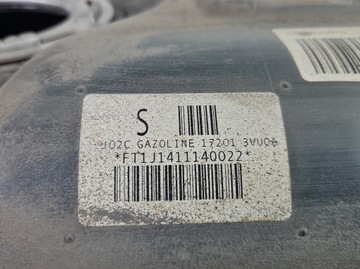 S
J02C GAZOLINE 17201 3VU0A
*FT1J1411140022*